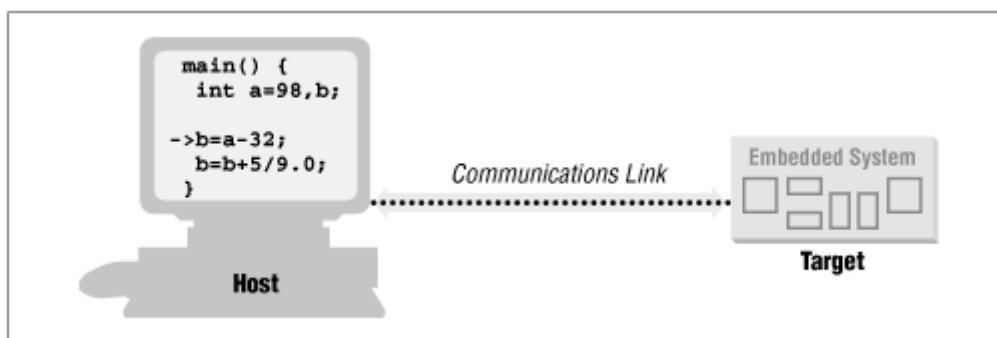 main() {
int a=98,b;
->b=a-32;
b=b+5/9.0;
}
Communications Link
Embedded System
Host
Target